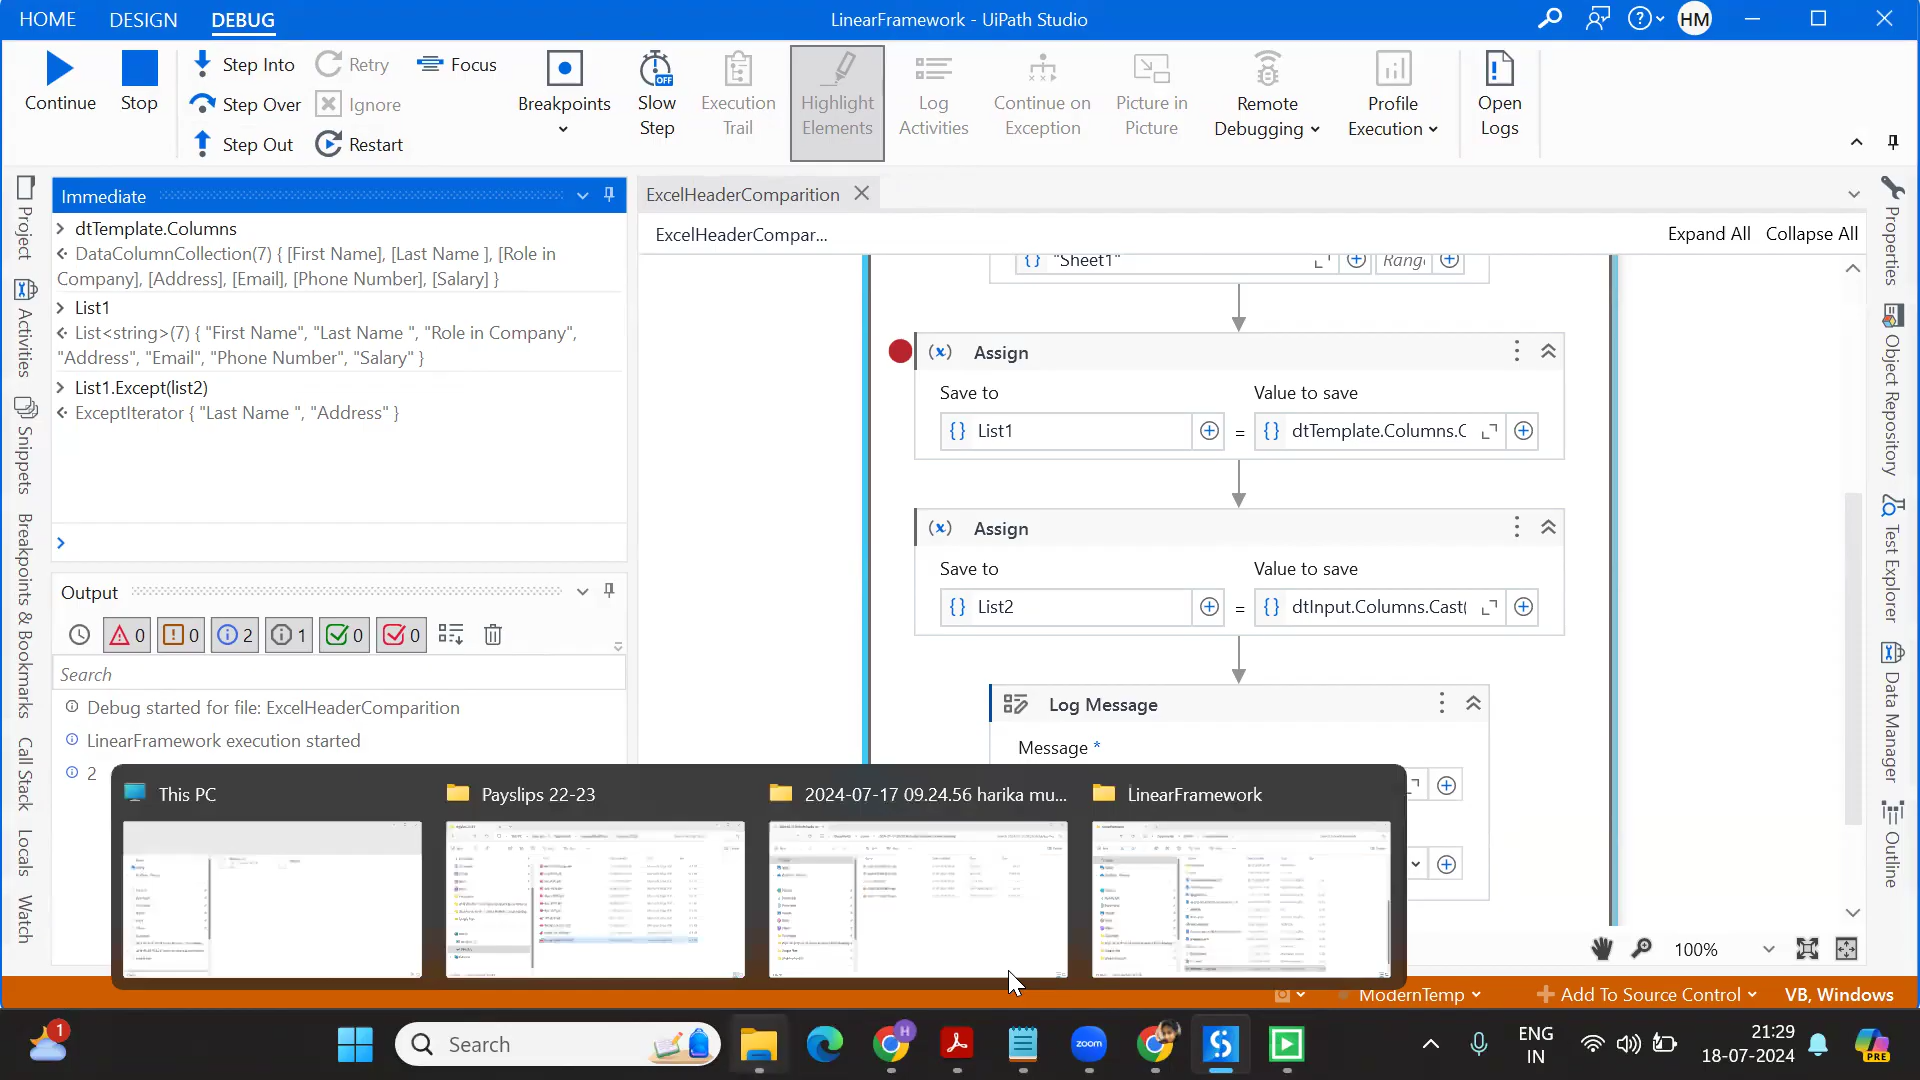 HOME DESIGN DEBUG
LinearFramework - UiPath Studio
HM
Continue
Stop
Step Into
Step Over
Step Out
Retry
Ignore
Restart
Focus
Breakpoints
OFF
Slow Step
Execution Trail
Highlight Elements
Log Activities
Continue on Exception
Picture in Picture
Remote Debugging
Profile Execution
Open Logs
Project
Activities
Snippets
Breakpoints & Bookmarks
Call Stack
Locals
Watch
Immediate
dtTemplate.Columns
DataColumnCollection(7) { [First Name], [Last Name ], [Role in
Company], [Address], [Email], [Phone Number], [Salary] }
List1
List<string>(7) { "First Name", "Last Name ", "Role in Company",
"Address", "Email", "Phone Number", "Salary" }
List1.Except(list2)
ExceptIterator { "Last Name ", "Address" }
Output
0 0 2 1 0 0
Search
Debug started for file: ExcelHeaderComparition
LinearFramework execution started
2
ExcelHeaderComparition
ExcelHeaderCompar...
Expand All Collapse All
"Sheet1"
Rang
Assign
Save to Value to save
List1 = dtTemplate.Columns.C
Assign
Save to Value to save
List2 = dtInput.Columns.Cast(
Log Message
Message *
Properties
Object Repository
Test Explorer
Data Manager
Outline
100%
This PC
Payslips 22-23
2024-07-17 09.24.56 harika mu...
LinearFramework
ModernTemp
Add To Source Control
VB, Windows
1
Search
H
zoom
ENG
IN
21:29
18-07-2024
PRE